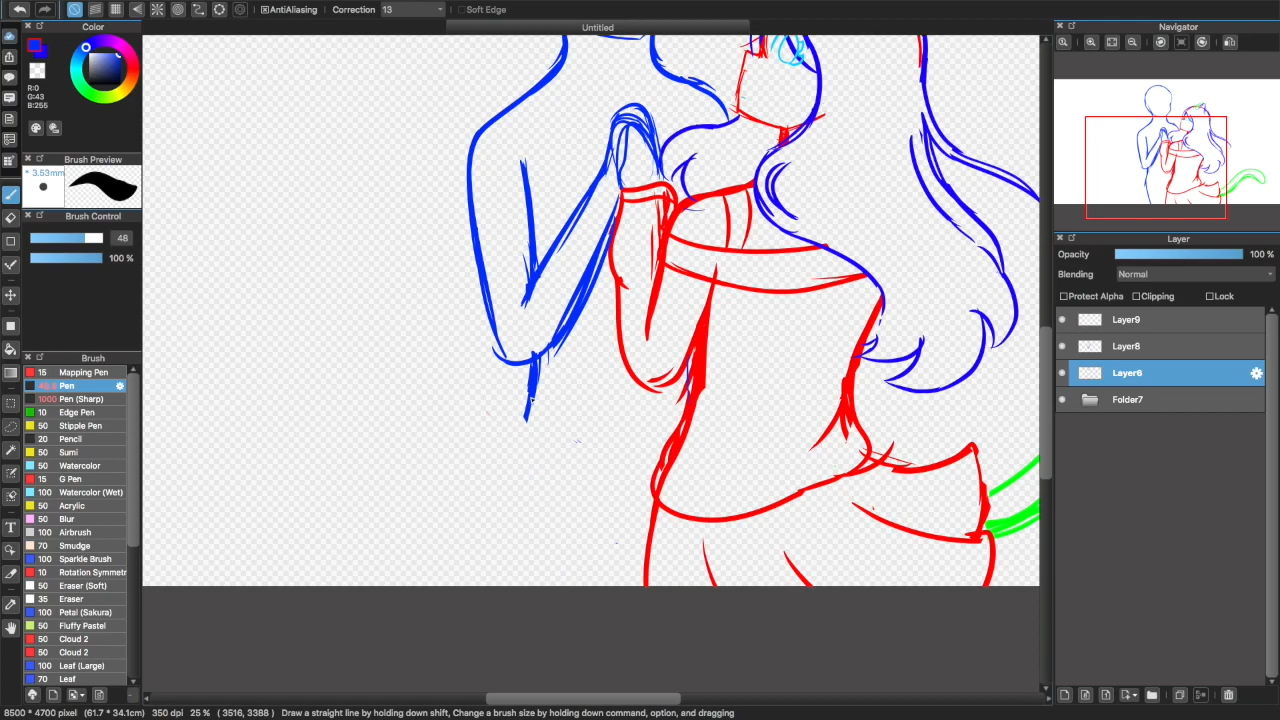 AntiAliasing Correction 13 Soft Edge
Untitled
Color
R:0
G:43
B:255
Brush Preview
* 3.53mm
Brush Control
48
100 %
Brush
15 Mapping Pen
Pen
1000 Pen (Sharp)
10 Edge Pen
50 Stipple Pen
20 Pencil
50 Sumi
50 Watercolor
15 G Pen
100 Watercolor (Wet)
50 Acrylic
50 Blur
100 Airbrush
70 Smudge
100 Sparkle Brush
10 Rotation Symmetr
50 Eraser (Soft)
35 Eraser
100 Petal (Sakura)
50 Fluffy Pastel
50 Cloud 2
50 Cloud 2
100 Leaf (Large)
70 Leaf
Navigator
Layer
Opacity 100 %
Blending Normal
Protect Alpha Clipping Lock
Layer9
Layer8
Layer6
Folder7
8500 * 4700 pixel (61.7 * 34.1cm) 350 dpi 25 % ( 3516, 3388 ) Draw a straight line by holding down shift, Change a brush size by holding down command, option, and dragging